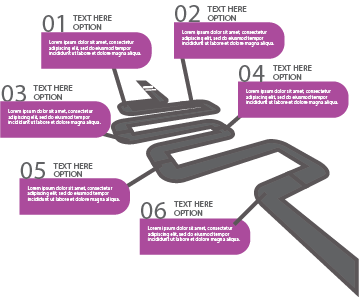 01 TEXT HERE
OPTION
Lorem ipsum dolor sit amet, consectetur
adipiscing elit, sed do eiusmod tempor
incididunt ut labore et dolore magna aliqua.
02 TEXT HERE
OPTION
Lorem ipsum dolor sit amet, consectetur
adipiscing elit, sed do eiusmod tempor
incididunt ut labore et dolore magna aliqua.
03 TEXT HERE
OPTION
Lorem ipsum dolor sit amet, consectetur
adipiscing elit, sed do eiusmod tempor
incididunt ut labore et dolore magna aliqua.
04 TEXT HERE
OPTION
Lorem ipsum dolor sit amet, consectetur
adipiscing elit, sed do eiusmod tempor
incididunt ut labore et dolore magna aliqua.
05 TEXT HERE
OPTION
Lorem ipsum dolor sit amet, consectetur
adipiscing elit, sed do eiusmod tempor
incididunt ut labore et dolore magna aliqua.
06 TEXT HERE
OPTION
Lorem ipsum dolor sit amet, consectetur
adipiscing elit, sed do eiusmod tempor
incididunt ut labore et dolore magna aliqua.